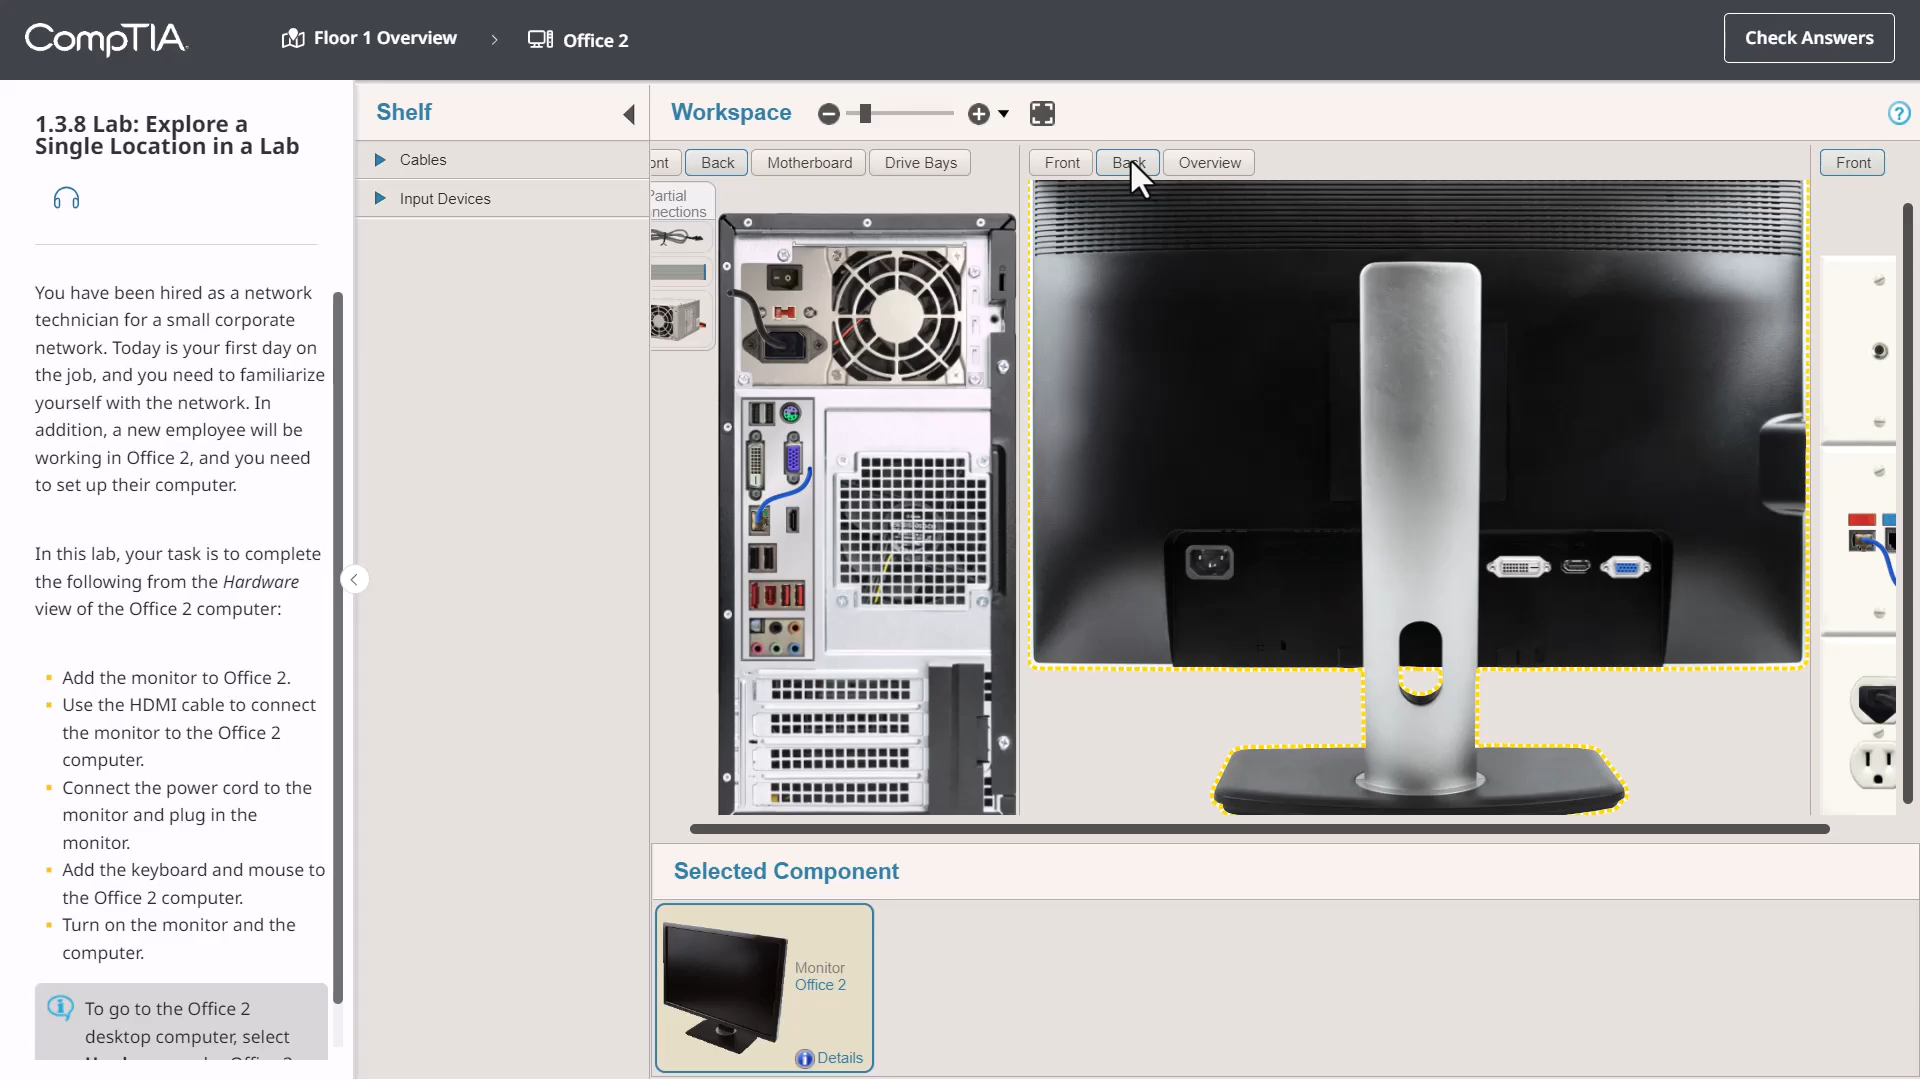 CompTIA
Floor 1 Overview
Office 2
Check Answers
1.3.8 Lab: Explore a
Single Location in a Lab
You have been hired as a network
technician for a small corporate
network. Today is your first day on
the job, and you need to familiarize
yourself with the network. In
addition, a new employee will be
working in Office 2, and you need
to set up their computer.
In this lab, your task is to complete
the following from the Hardware
view of the Office 2 computer:
Add the monitor to Office 2.
Use the HDMI cable to connect
the monitor to the Office 2
computer.
Connect the power cord to the
monitor and plug in the
monitor.
Add the keyboard and mouse to
the Office 2 computer.
Turn on the monitor and the
computer.
To go to the Office 2
desktop computer, select
Shelf
Cables
Input Devices
Workspace
ont
Back
Motherboard
Drive Bays
Partial
nections
Front
Back
Overview
Front
Selected Component
Monitor
Office 2
Details